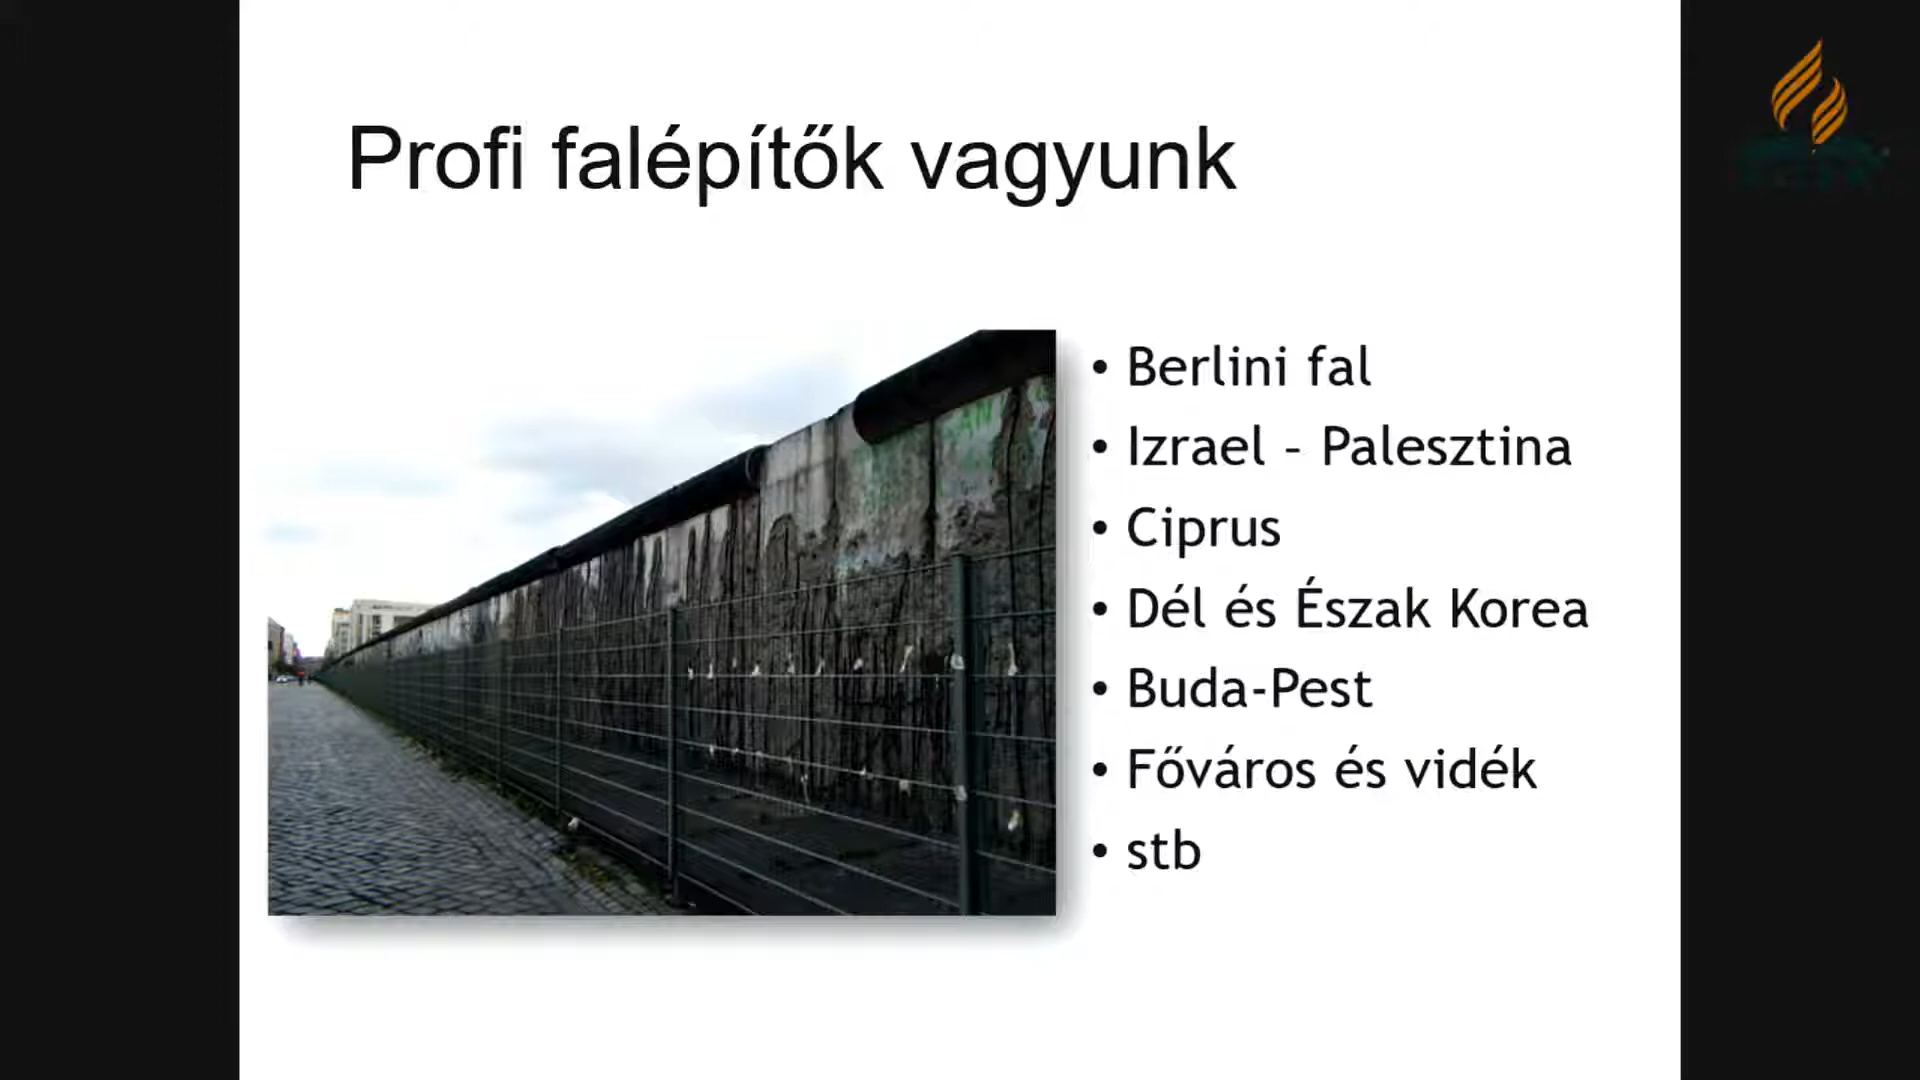 Profi falépítők vagyunk
• Berlini fal
• Izrael - Palesztina
• Ciprus
• Dél és Észak Korea
• Buda-Pest
• Főváros és vidék
• stb